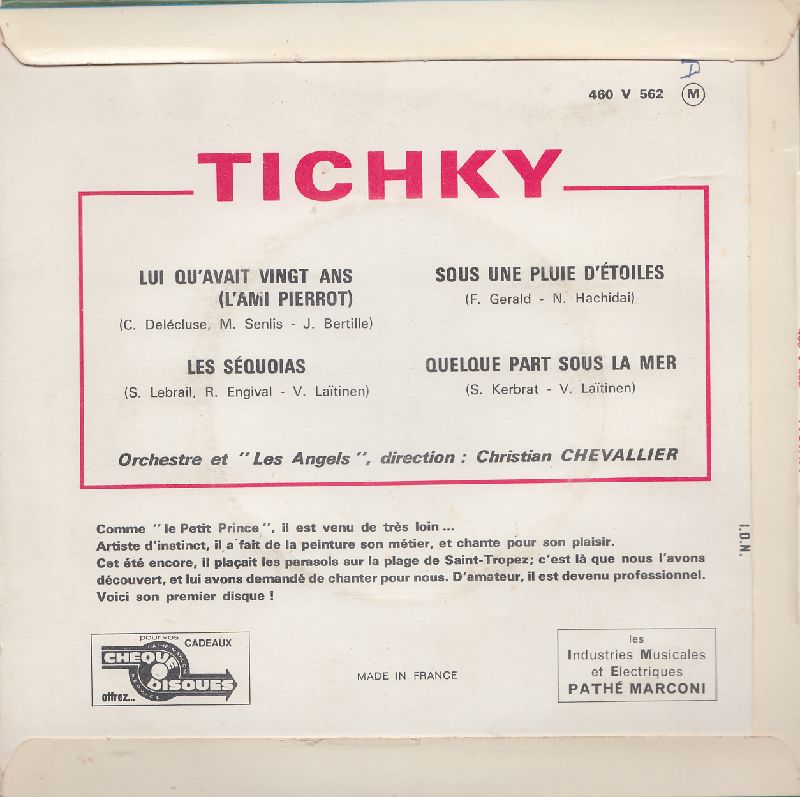 460 V 562 M
TICHKY
LUI QU'AVAIT VINGT ANS
(L'AMI PIERROT)
(C. Delécluse, M. Senlis - J. Bertille)
LES SÉQUOIAS
(S. Lebrail, R. Engival - V. Laïtinen)
SOUS UNE PLUIE D'ÉTOILES
(F. Gerald - N. Hachidai)
QUELQUE PART SOUS LA MER
(S. Kerbrat - V. Laïtinen)
Orchestre et "Les Angels", direction : Christian CHEVALLIER
Comme "le Petit Prince", il est venu de très loin...
Artiste d'instinct, il a fait de la peinture son métier, et chante pour son plaisir.
Cet été encore, il plaçait les parasols sur la plage de Saint-Tropez; c'est là que nous l'avons
découvert, et lui avons demandé de chanter pour nous. D'amateur, il est devenu professionnel.
Voici son premier disque !
I.D.N.
pour vos CADEAUX
CHEQUE
DISQUES
offrez...
MADE IN FRANCE
les
Industries Musicales
et Electriques
PATHÉ MARCONI